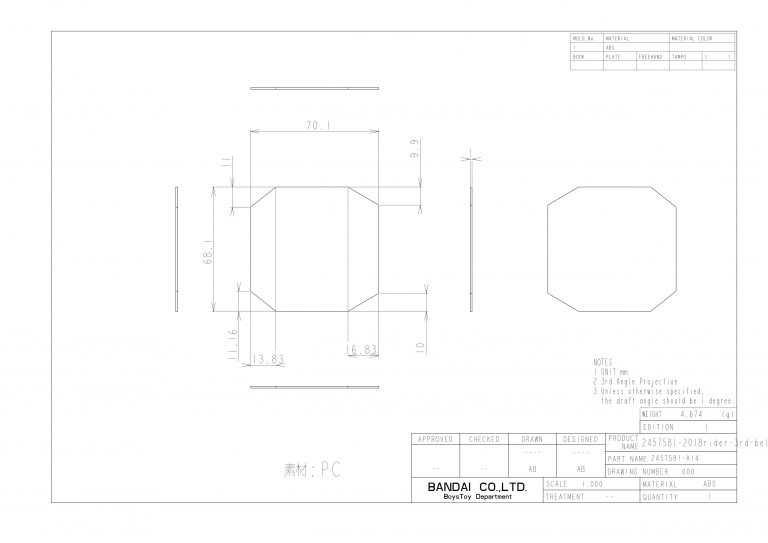 MOLD.No. MATERIAL MATERIAL COLOR
1 ABS
BOOK PLATE FREEHAND TAMPO ( )
70.1
9.9
11
68.1
11.16
13.83
16.83
10
NOTES
1 UNIT mm
2 3rd Angle Projection
3 Unless otherwise specified,
the draft angle should be 1 degree.
WEIGHT 4,674 (g)
EDITION 1
APPROVED CHECKED DRAWN DESIGNED PRODUCT NAME 2457581-2018rider-3rd-bel
---- ----
-- -- AB AB
PART NAME 2457581-A14
DRAWING NUMBER 000
素材:PC
BANDAI CO.,LTD.
BoysToy Department
SCALE 1.000 MATERIAL ABS
TREATMENT -- QUANTITY 1